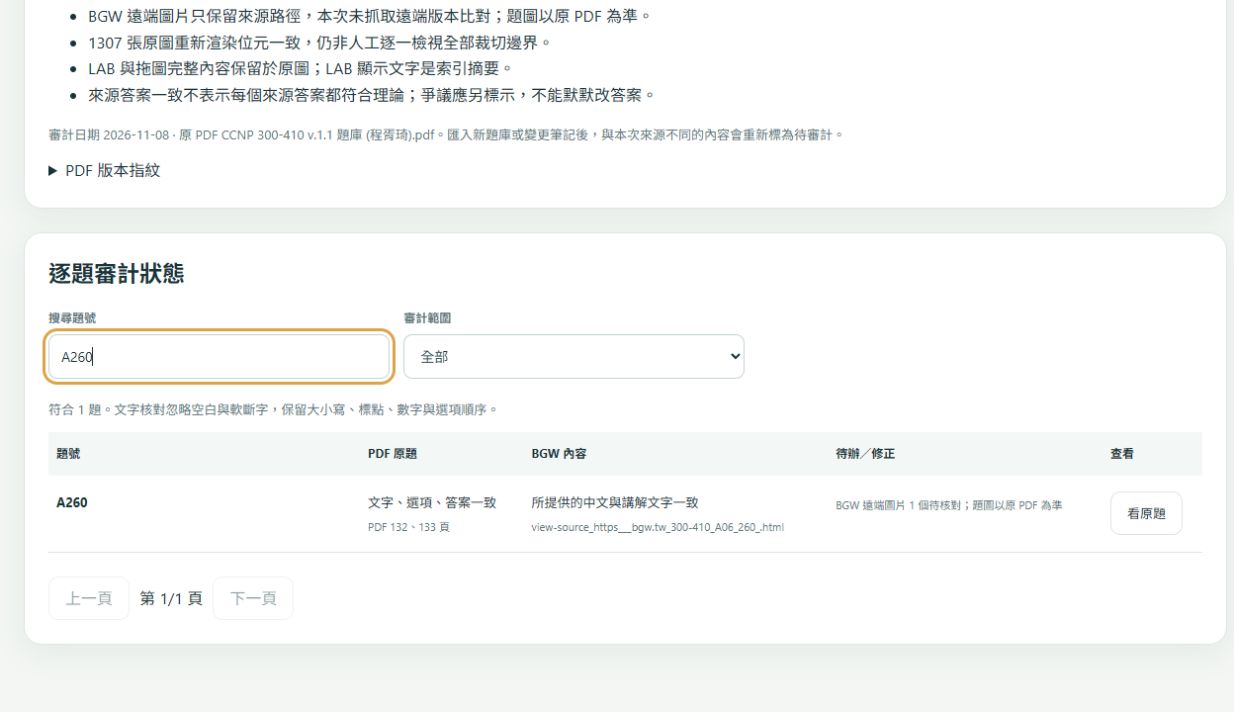 BGW 遠端圖片只保留來源路徑，本次未抓取遠端版本比對；題圖以原 PDF 為準。
1307 張原圖重新渲染位元一致，仍非人工逐一檢視全部裁切邊界。
LAB 與拖圖完整內容保留於原圖；LAB 顯示文字是索引摘要。
來源答案一致不表示每個來源答案都符合理論；爭議應另標示，不能默默改答案。
審計日期 2026-11-08 · 原 PDF CCNP 300-410 v.1.1 題庫 (程胥琦).pdf。匯入新題庫或變更筆記後，與本次來源不同的內容會重新標為待審計。
▶ PDF 版本指紋
逐題審計狀態
搜尋題號
審計範圍
A260
全部
符合 1 題。文字核對忽略空白與軟斷字，保留大小寫、標點、數字與選項順序。
題號 PDF 原題 BGW 內容 待辦／修正 查看
A260 文字、選項、答案一致 所提供的中文與講解文字一致 BGW 遠端圖片 1 個待核對；題圖以原 PDF 為準 看原題
PDF 132、133 頁 view-source_https___bgw.tw_300-410_A06_260_.html
上一頁 第 1/1 頁 下一頁